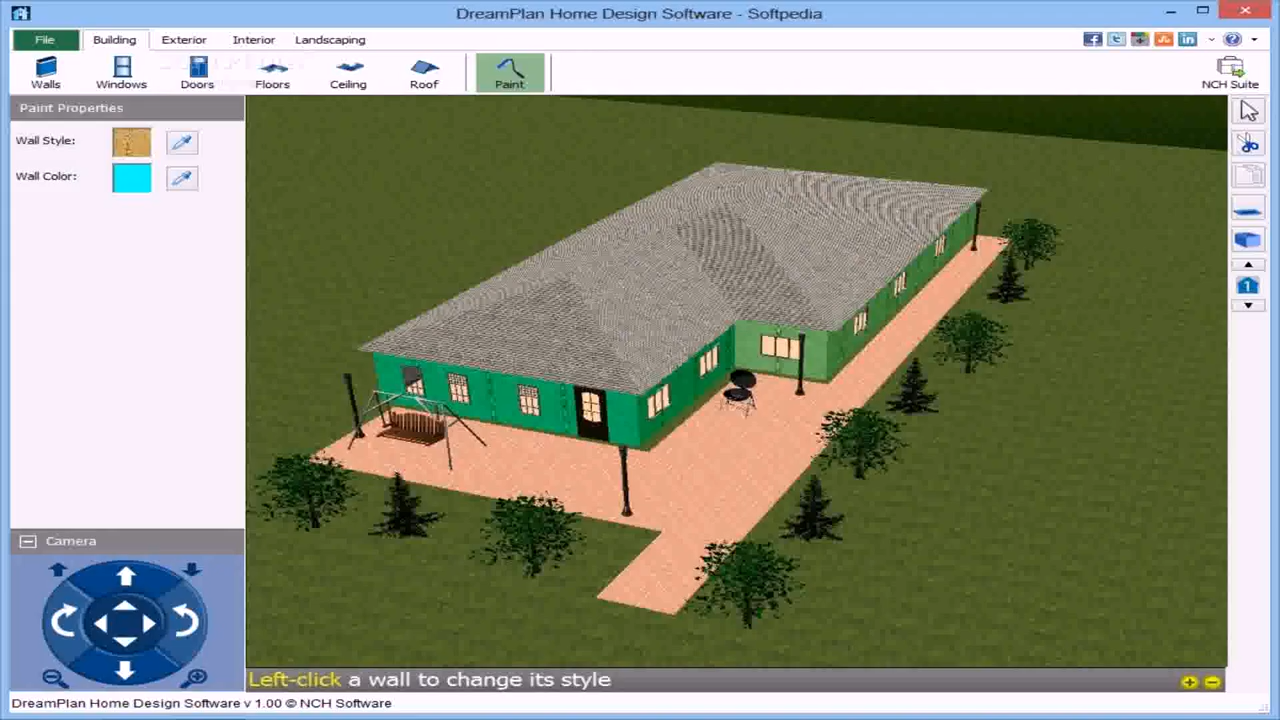 DreamPlan Home Design Software - Softpedia
File Building Exterior Interior Landscaping
Walls Windows Doors Floors Ceiling Roof Paint NCH Suite
Paint Properties
Wall Style:
Wall Color:
1
Camera
Left-click a wall to change its style
DreamPlan Home Design Software v 1.00 © NCH Software